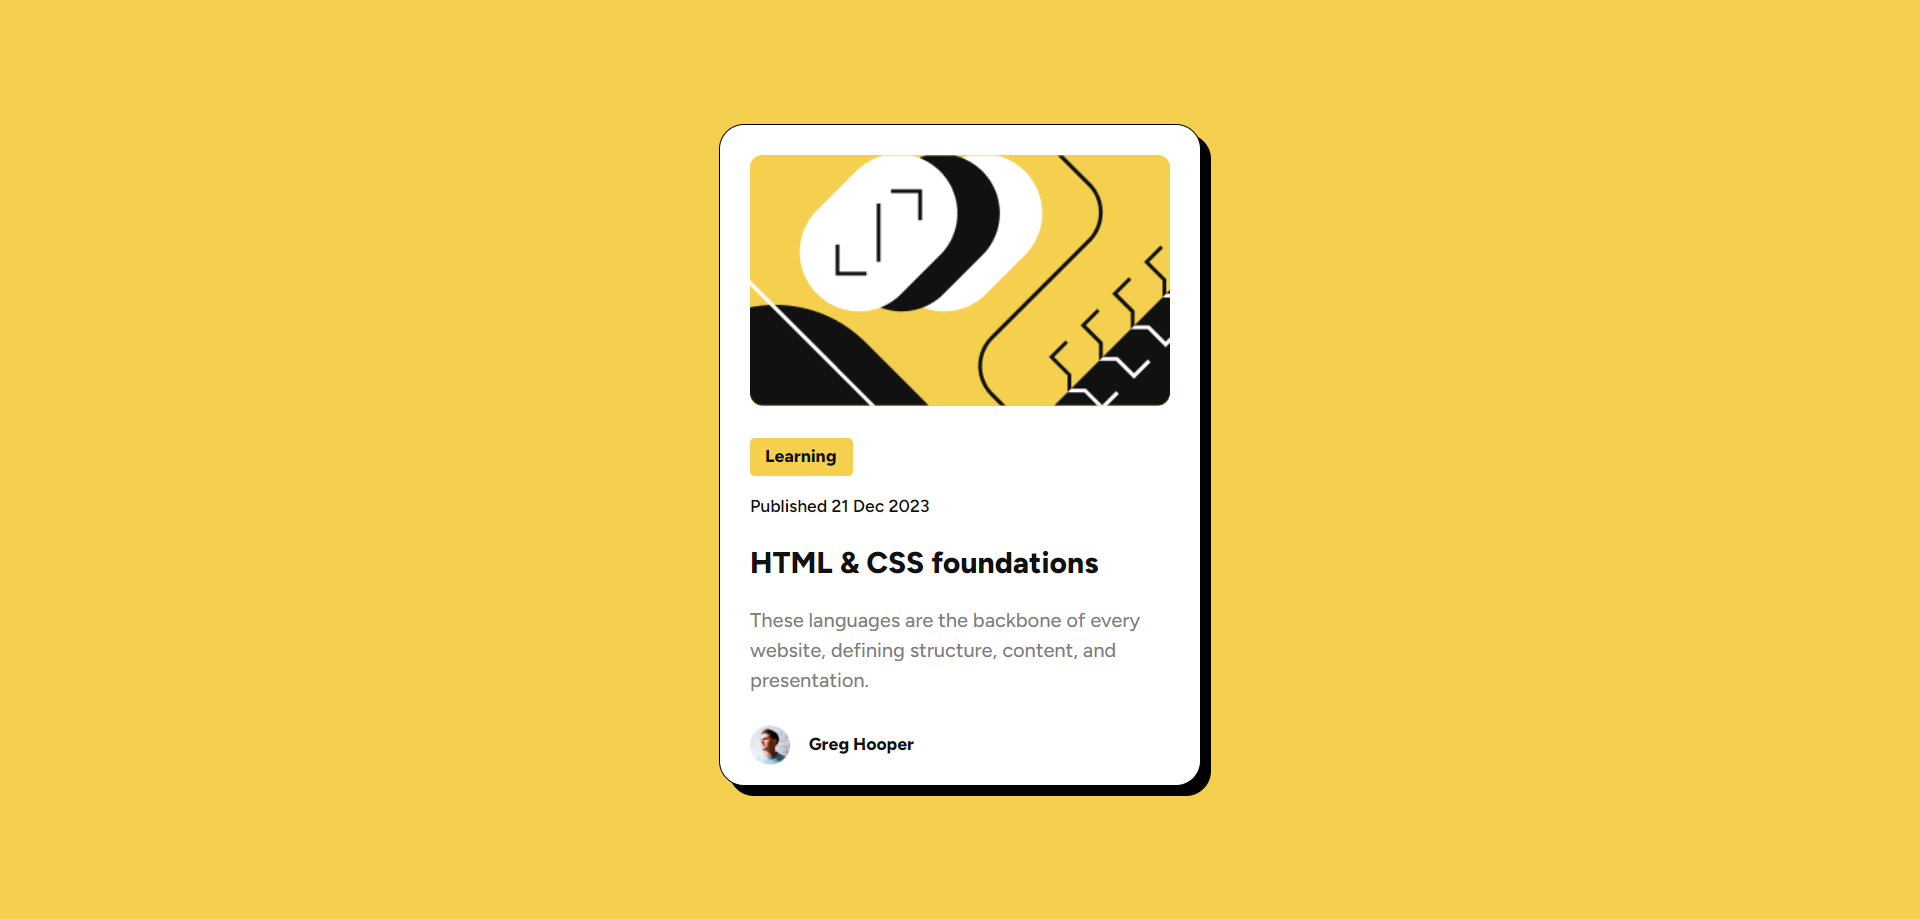 Learning
Published 21 Dec 2023
HTML & CSS foundations
These languages are the backbone of every
website, defining structure, content, and
presentation.
Greg Hooper